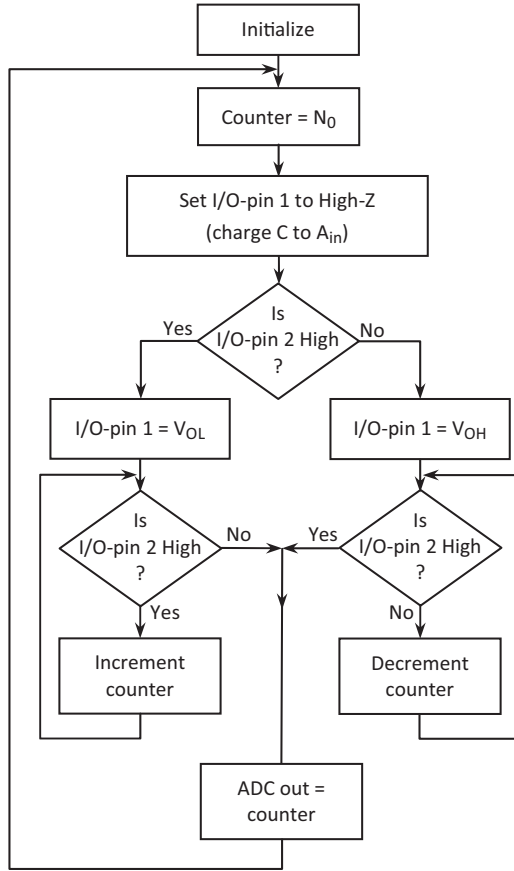 Initialize
Counter = N₀
Set I/O-pin 1 to High-Z
(charge C to Aᵢₙ)
Is
I/O-pin 2 High
?
Yes
No
I/O-pin 1 = V_OL
I/O-pin 1 = V_OH
Is
I/O-pin 2 High
?
No
Yes
Is
I/O-pin 2 High
?
Yes
No
Increment
counter
Decrement
counter
ADC out =
counter